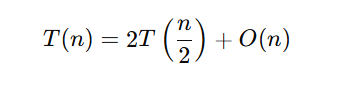 T(n) = 2T(n/2) + O(n)